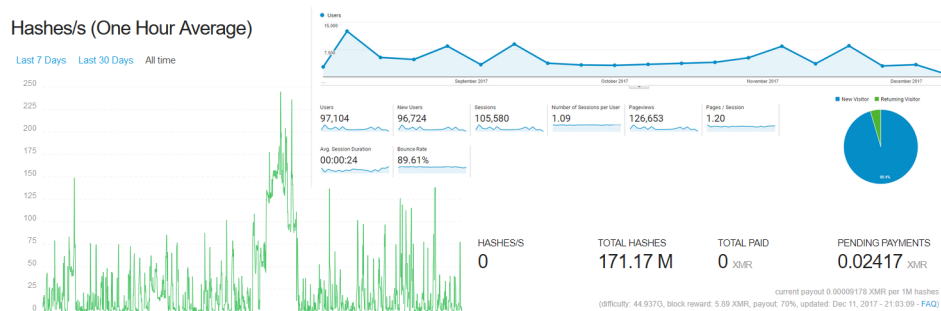 Hashes/s (One Hour Average)
Last 7 Days Last 30 Days All time
250
225
200
175
150
125
100
75
50
25
0
Users
15,000
7,500
September 2017 October 2017 November 2017 December 2017
Users New Users Sessions Number of Sessions per User Pageviews Pages / Session
97,104 96,724 105,580 1.09 126,653 1.20
Avg. Session Duration Bounce Rate
00:00:24 89.61%
New Visitor Returning Visitor
HASHES/S TOTAL HASHES TOTAL PAID PENDING PAYMENTS
0 171.17 M 0 XMR 0.02417 XMR
current payout 0.00009178 XMR per 1M hashes
(difficulty: 44.937G, block reward: 5.89 XMR, payout: 70%, updated: Dec 11, 2017 - 21:03:09 - FAQ)